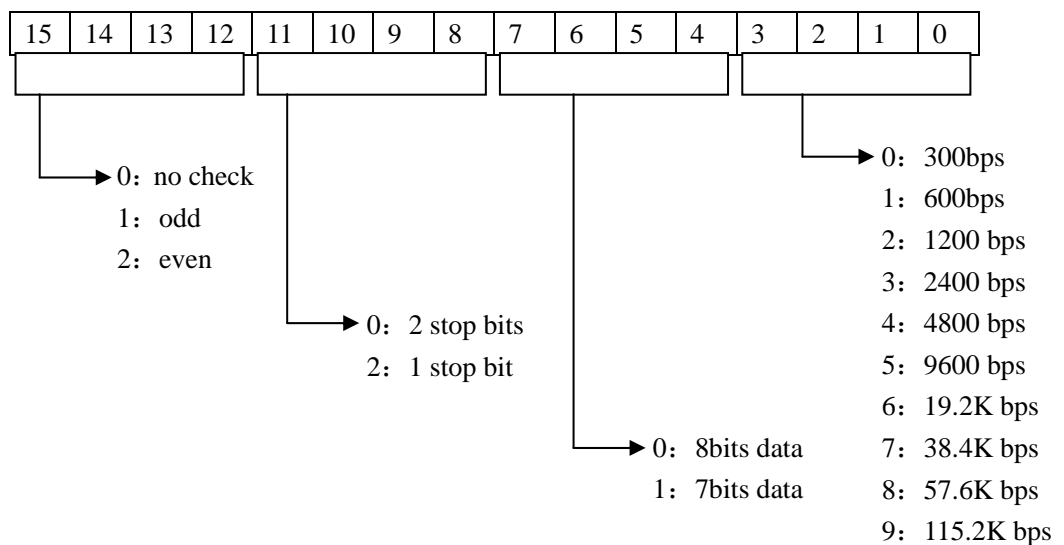 15 14 13 12 11 10 9 8 7 6 5 4 3 2 1 0
0：no check
1：odd
2：even
0：2 stop bits
2：1 stop bit
0：8bits data
1：7bits data
0：300bps
1：600bps
2：1200 bps
3：2400 bps
4：4800 bps
5：9600 bps
6：19.2K bps
7：38.4K bps
8：57.6K bps
9：115.2K bps